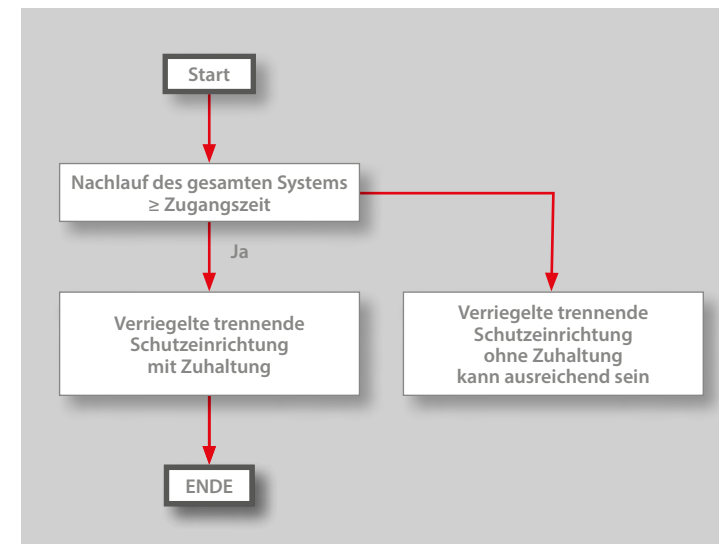 Start
Nachlauf des gesamten Systems
≥ Zugangszeit
Ja
Verriegelte trennende
Schutzeinrichtung
mit Zuhaltung
Verriegelte trennende
Schutzeinrichtung
ohne Zuhaltung
kann ausreichend sein
ENDE